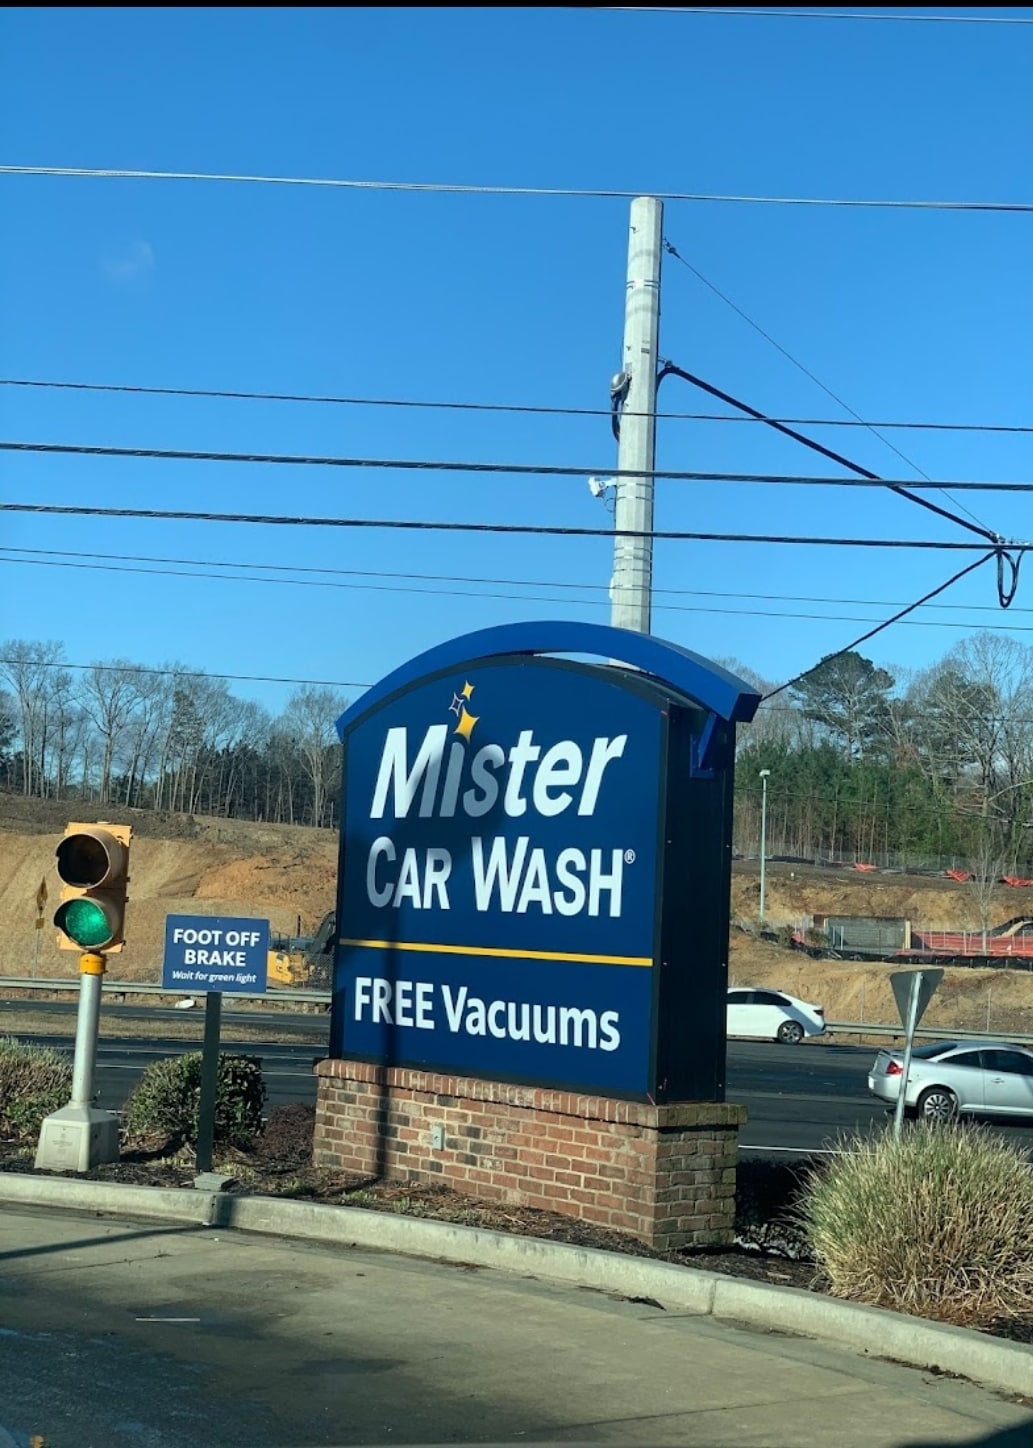 Mister
CAR WASH®
FREE Vacuums
FOOT OFF
BRAKE
Wait for green light